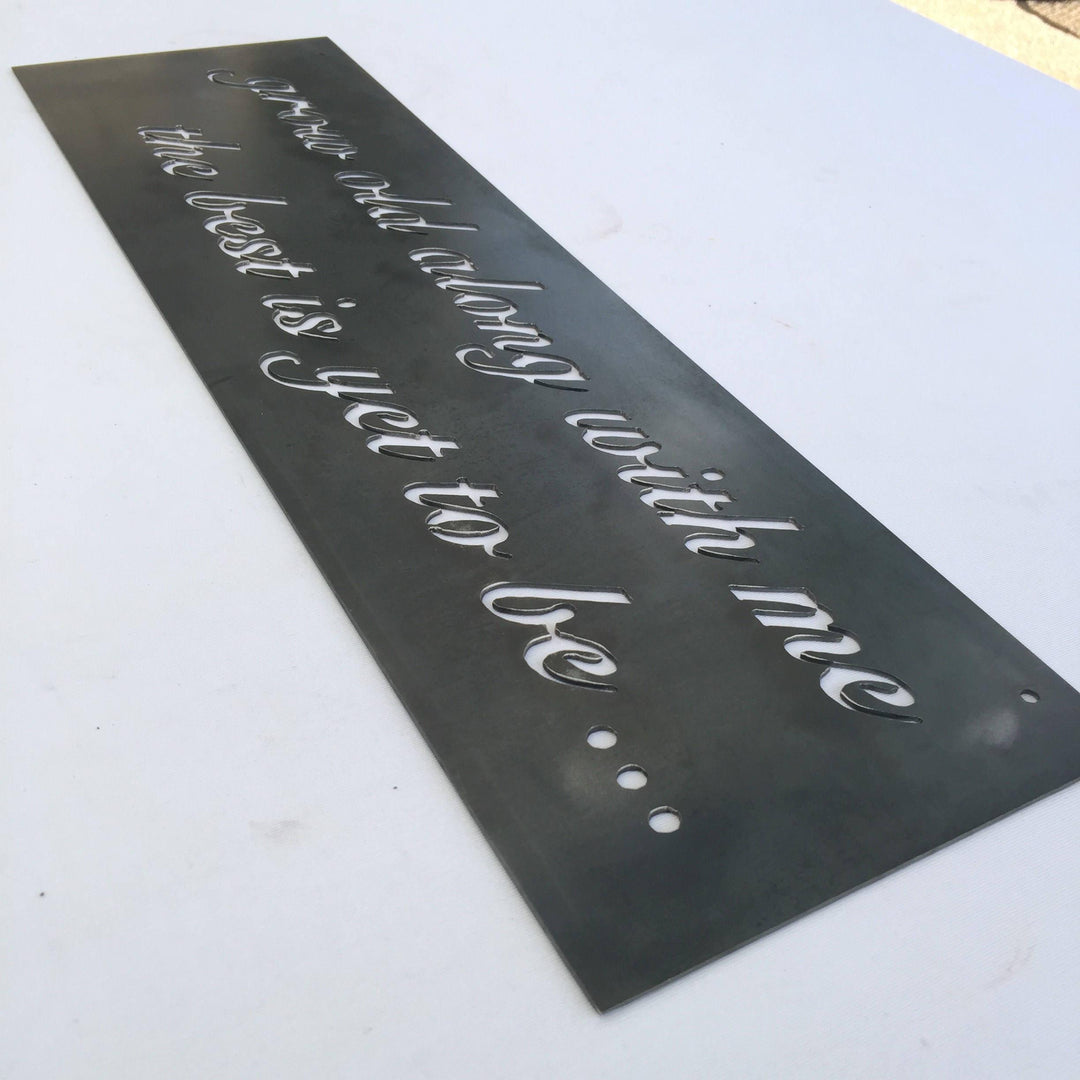 grow old along with me
the best is yet to be...